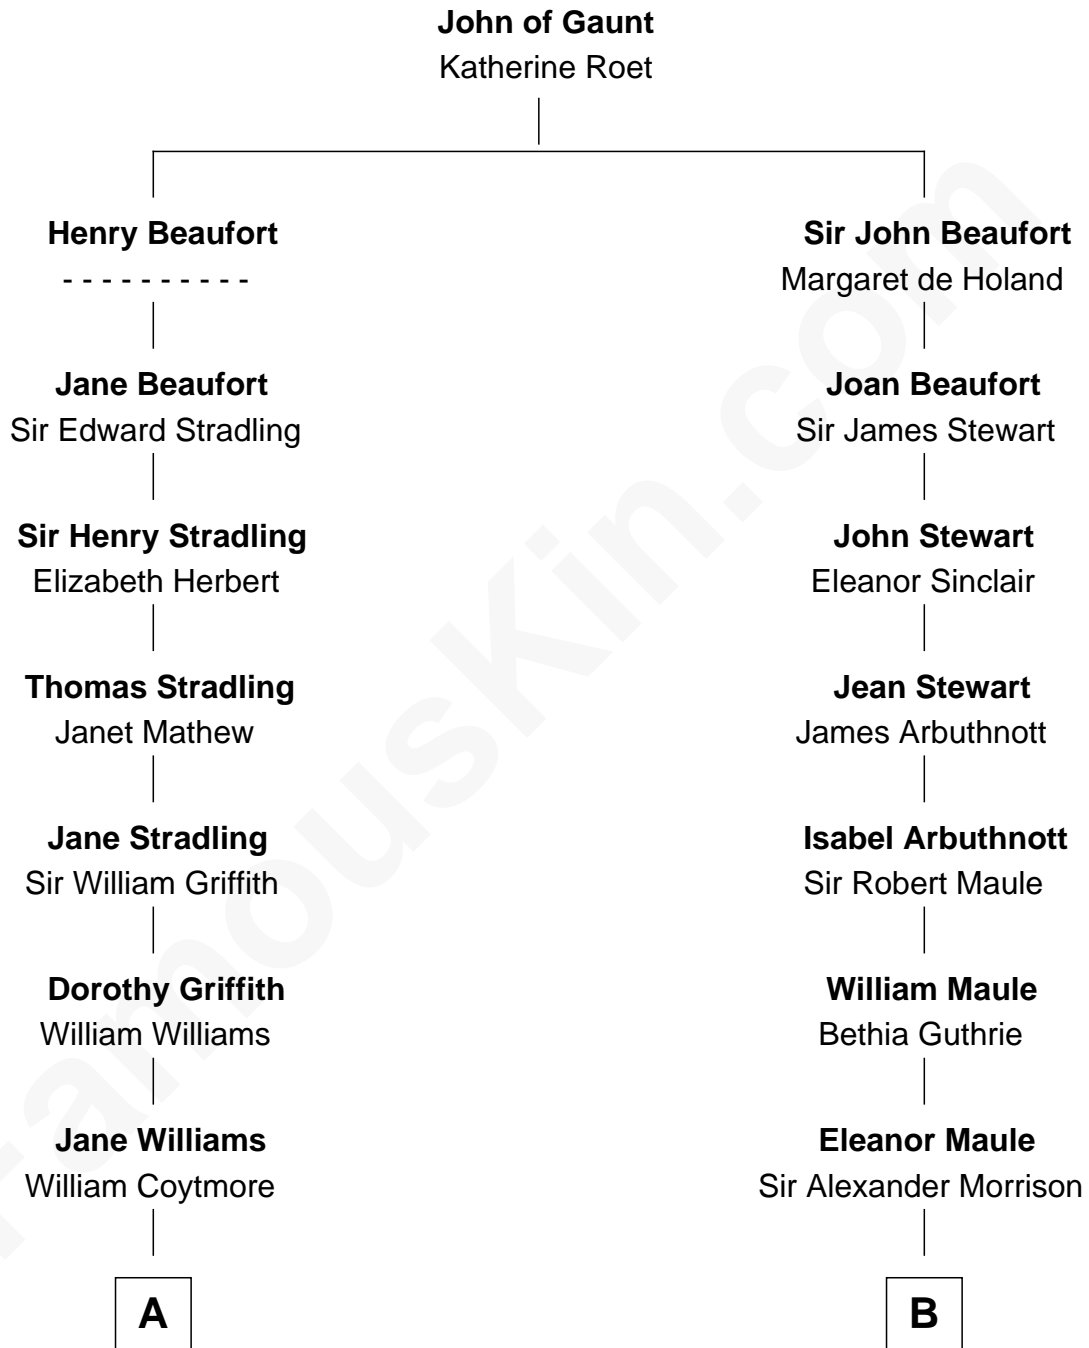 John of Gaunt
Katherine Roet
Henry Beaufort
- - - - - - - - - -
Jane Beaufort
Sir Edward Stradling
Sir Henry Stradling
Elizabeth Herbert
Thomas Stradling
Janet Mathew
Jane Stradling
Sir William Griffith
Dorothy Griffith
William Williams
Jane Williams
William Coytmore
A
Sir John Beaufort
Margaret de Holand
Joan Beaufort
Sir James Stewart
John Stewart
Eleanor Sinclair
Jean Stewart
James Arbuthnott
Isabel Arbuthnott
Sir Robert Maule
William Maule
Bethia Guthrie
Eleanor Maule
Sir Alexander Morrison
B
FamousKin.com